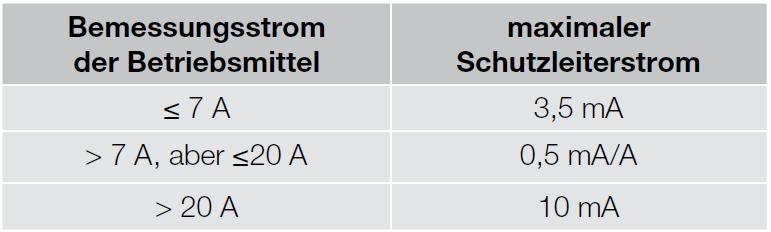 Bemessungsstrom maximaler
der Betriebsmittel Schutzleiterstrom
≤ 7 A 3,5 mA
> 7 A, aber ≤20 A 0,5 mA/A
> 20 A 10 mA